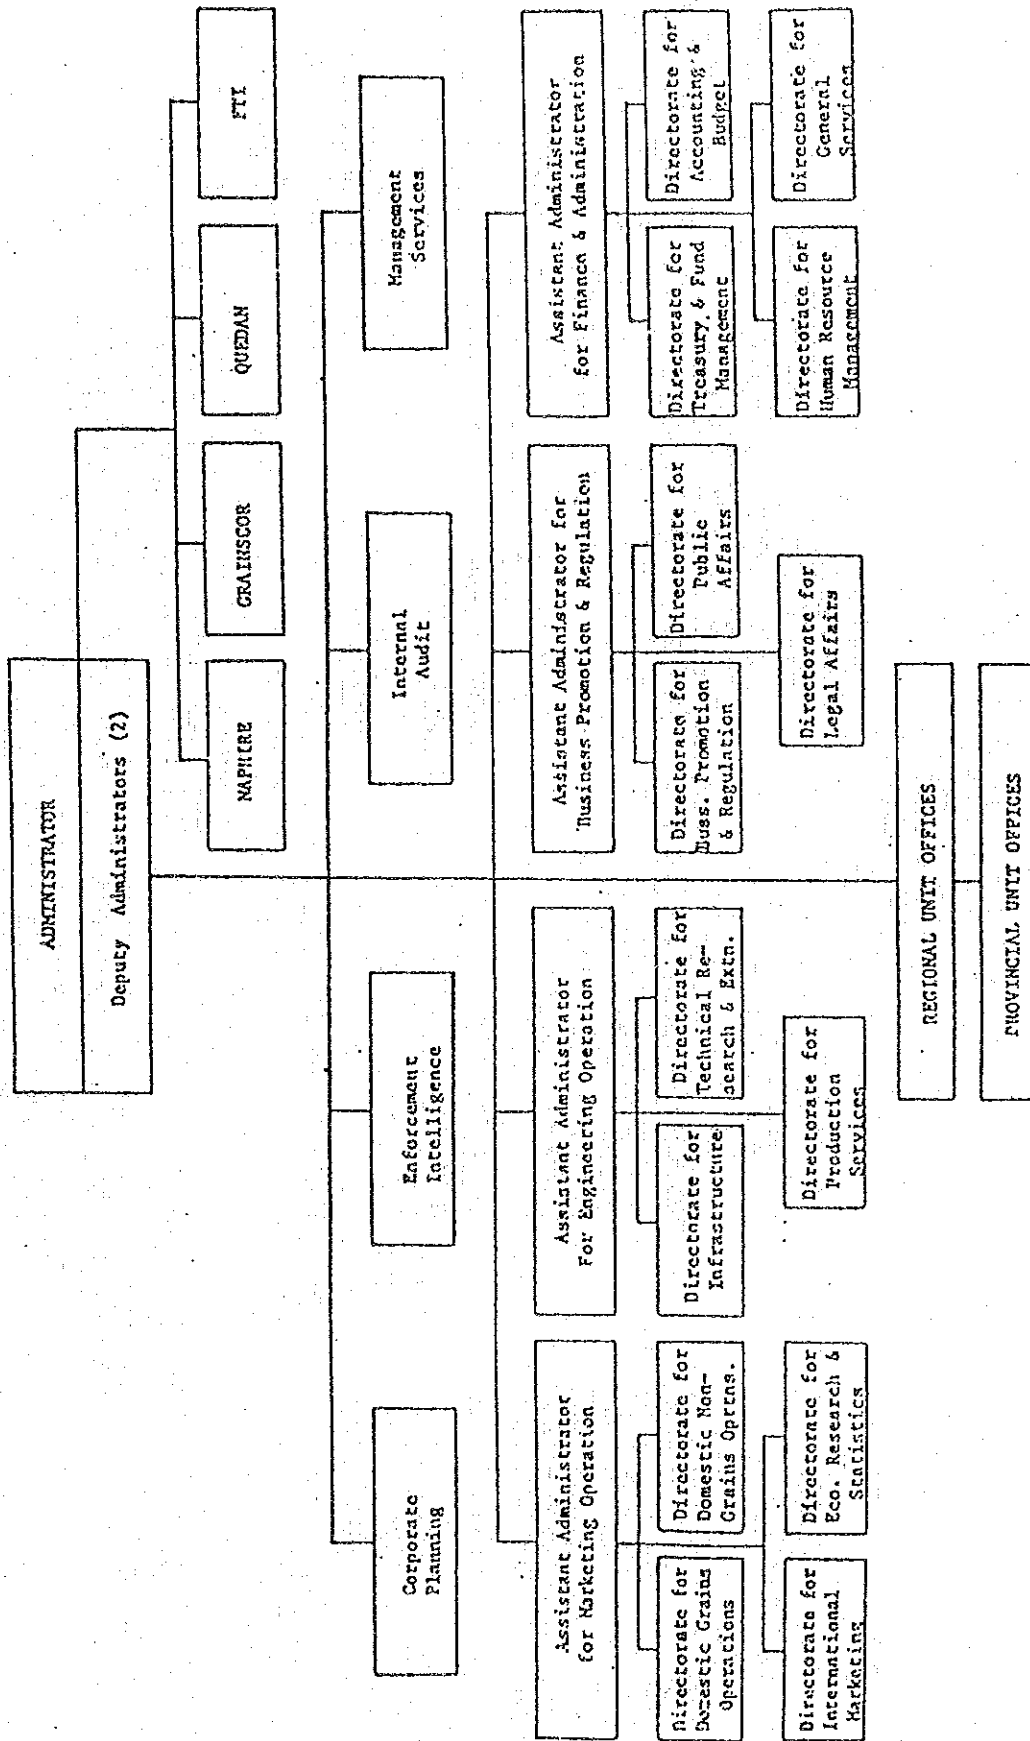 ADMINISTRATOR
Deputy Administrators (2)
NAPHIRE
GRAINSCOR
QUEDAN
FTI
Corporate
Planning
Enforcement
Intelligence
Internal
Audit
Management
Services
Assistant Administrator
for Marketing Operation
Assistant Administrator
For Engineering Operation
Assistant Administrator for
Business Promotion & Regulation
Assistant Administrator
for Finance & Administration
Directorate for
Domestic Grains
Operations
Directorate for
Domestic Non-
Grains Oprtns.
Directorate for
Infrastructure
Directorate for
Technical Re-
search & Extn.
Directorate for
Buss. Promotion
& Regulation
Directorate for
Public
Affairs
Directorate for
Treasury & Fund
Management
Directorate for
Accounting &
Budget
Directorate for
International
Marketing
Directorate for
Eco. Research &
Statistics
Directorate for
Production
Services
Directorate for
Legal Affairs
Directorate for
Human Resource
Management
Directorate for
General
Services
REGIONAL UNIT OFFICES
PROVINCIAL UNIT OFFICES